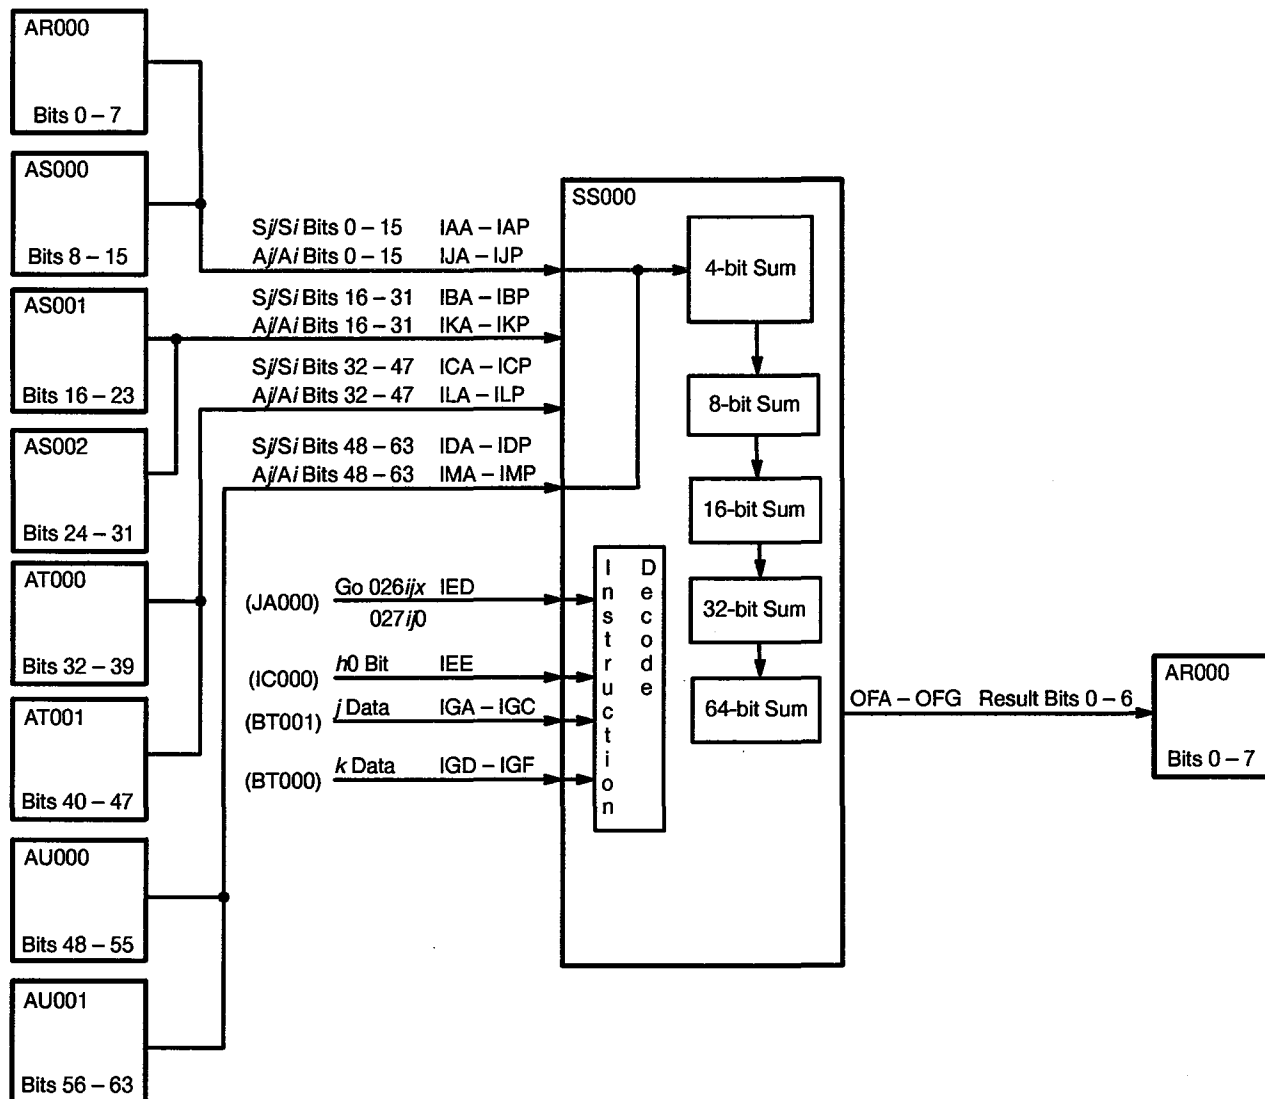 AR000
Bits 0 – 7
AS000
Bits 8 – 15
AS001
Bits 16 – 23
AS002
Bits 24 – 31
AT000
Bits 32 – 39
AT001
Bits 40 – 47
AU000
Bits 48 – 55
AU001
Bits 56 – 63
Sj/Si Bits 0 – 15 IAA – IAP
Aj/Ai Bits 0 – 15 IJA – IJP
Sj/Si Bits 16 – 31 IBA – IBP
Aj/Ai Bits 16 – 31 IKA – IKP
Sj/Si Bits 32 – 47 ICA – ICP
Aj/Ai Bits 32 – 47 ILA – ILP
Sj/Si Bits 48 – 63 IDA – IDP
Aj/Ai Bits 48 – 63 IMA – IMP
(JA000) Go 026ijx IED
027ij0
(IC000) h0 Bit IEE
(BT001) j Data IGA – IGC
(BT000) k Data IGD – IGF
SS000
Instruction
Decode
4-bit Sum
8-bit Sum
16-bit Sum
32-bit Sum
64-bit Sum
OFA – OFG Result Bits 0 – 6
AR000
Bits 0 – 7